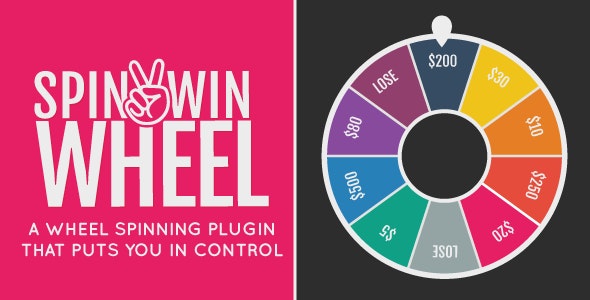 SPIN WIN
WHEEL
A WHEEL SPINNING PLUGIN
THAT PUTS YOU IN CONTROL
$200
$30
$10
$250
$20
LOSE
$5
$500
$80
LOSE